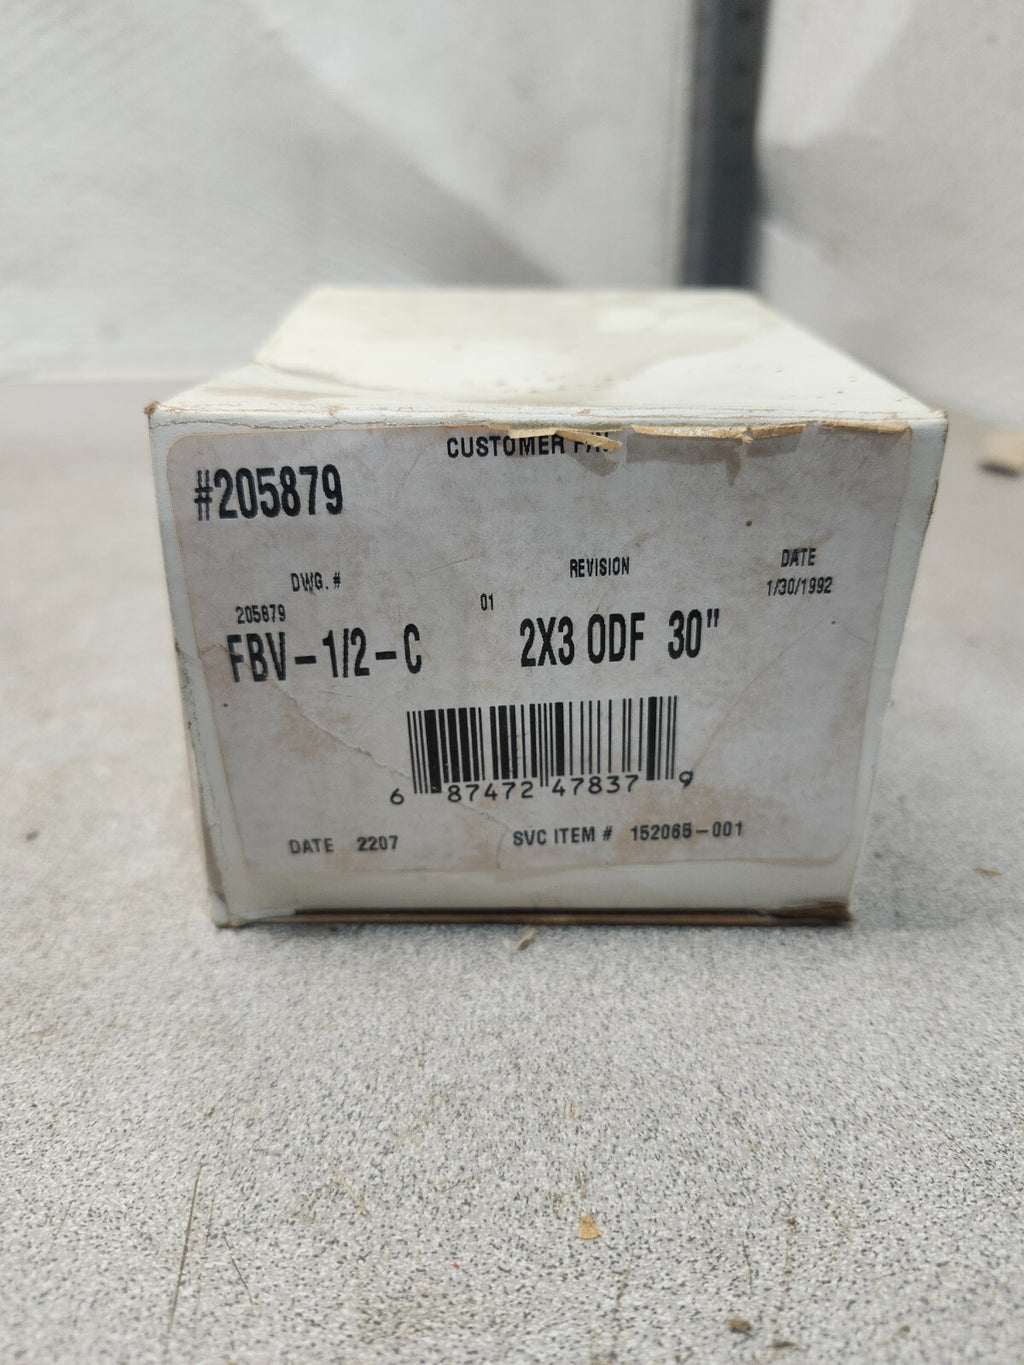 CUSTOMER
#205879
DWG. # REVISION DATE
205879 01 1/30/1992
FBV-1/2-C 2X3 ODF 30"
6 87472 47837 9
DATE 2207 SVC ITEM # 152065-001